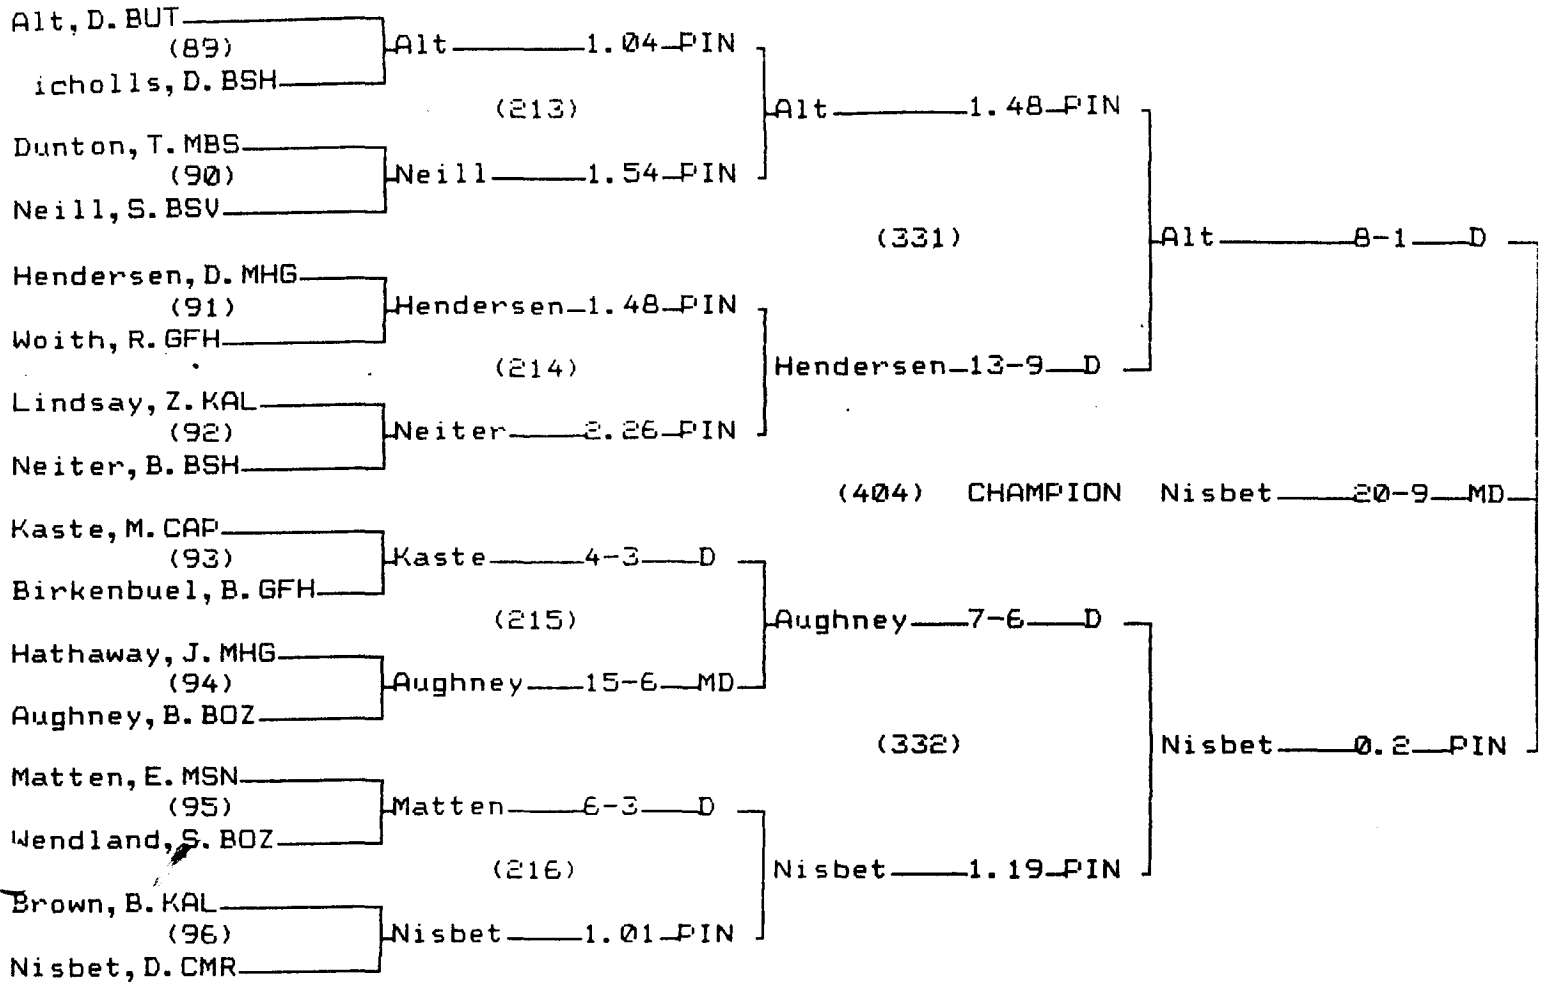 Alt, D. BUT
(89) Alt 1.04 PIN
icholls, D. BSH
(213) Alt 1.48 PIN
Dunton, T. MBS
(90) Neill 1.54 PIN
Neill, S. BSV
(331) Alt 8-1 D
Hendersen, D. MHG
(91) Hendersen 1.48 PIN
Woith, R. GFH
(214) Hendersen 13-9 D
Lindsay, Z. KAL
(92) Neiter 2.26 PIN
Neiter, B. BSH
(404) CHAMPION Nisbet 20-9 MD
Kaste, M. CAP
(93) Kaste 4-3 D
Birkenbuel, B. GFH
(215) Aughney 7-6 D
Hathaway, J. MHG
(94) Aughney 15-6 MD
Aughney, B. BOZ
(332) Nisbet 0.2 PIN
Matten, E. MSN
(95) Matten 6-3 D
Wendland, S. BOZ
(216) Nisbet 1.19 PIN
Brown, B. KAL
(96) Nisbet 1.01 PIN
Nisbet, D. CMR